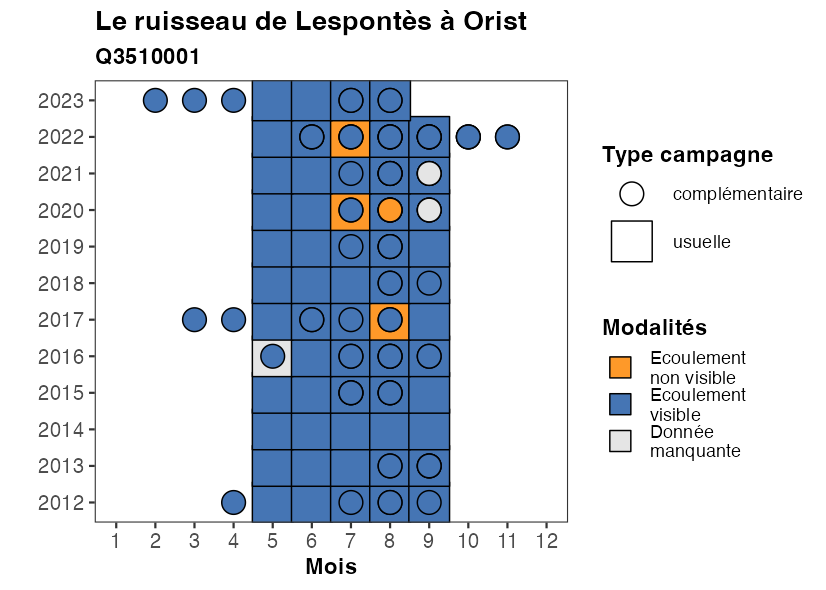 Le ruisseau de Lespontès à Orist
Q3510001
2023
2022
2021
2020
2019
2018
2017
2016
2015
2014
2013
2012
1 2 3 4 5 6 7 8 9 10 11 12
Mois
Type campagne
complémentaire
usuelle
Modalités
Ecoulement
non visible
Ecoulement
visible
Donnée
manquante